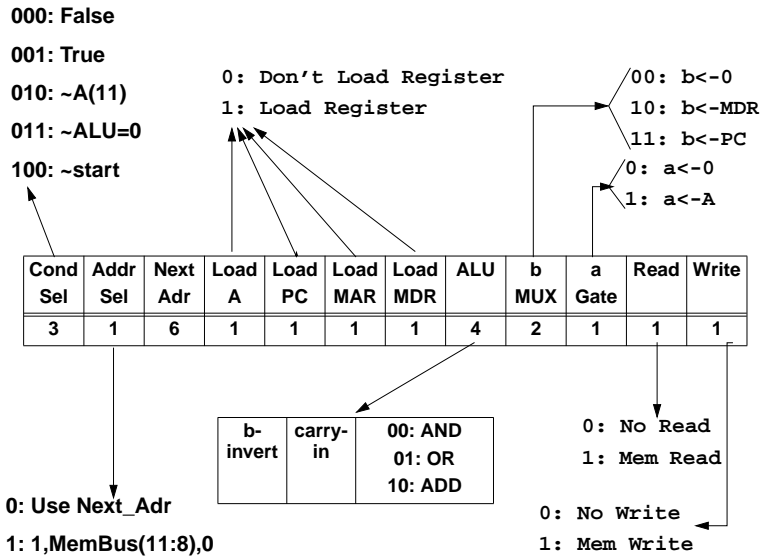 000: False
001: True
010: ~A(11)
011: ~ALU=0
100: ~start
0: Don't Load Register
1: Load Register
00: b<-0
10: b<-MDR
11: b<-PC
0: a<-0
1: a<-A
Cond Addr Next Load Load Load Load ALU b a Read Write
Sel Sel Adr A PC MAR MDR MUX Gate
3 1 6 1 1 1 1 4 2 1 1 1
b- carry- 00: AND
invert in 01: OR
10: ADD
0: No Read
1: Mem Read
0: Use Next_Adr
1: 1,MemBus(11:8),0
0: No Write
1: Mem Write